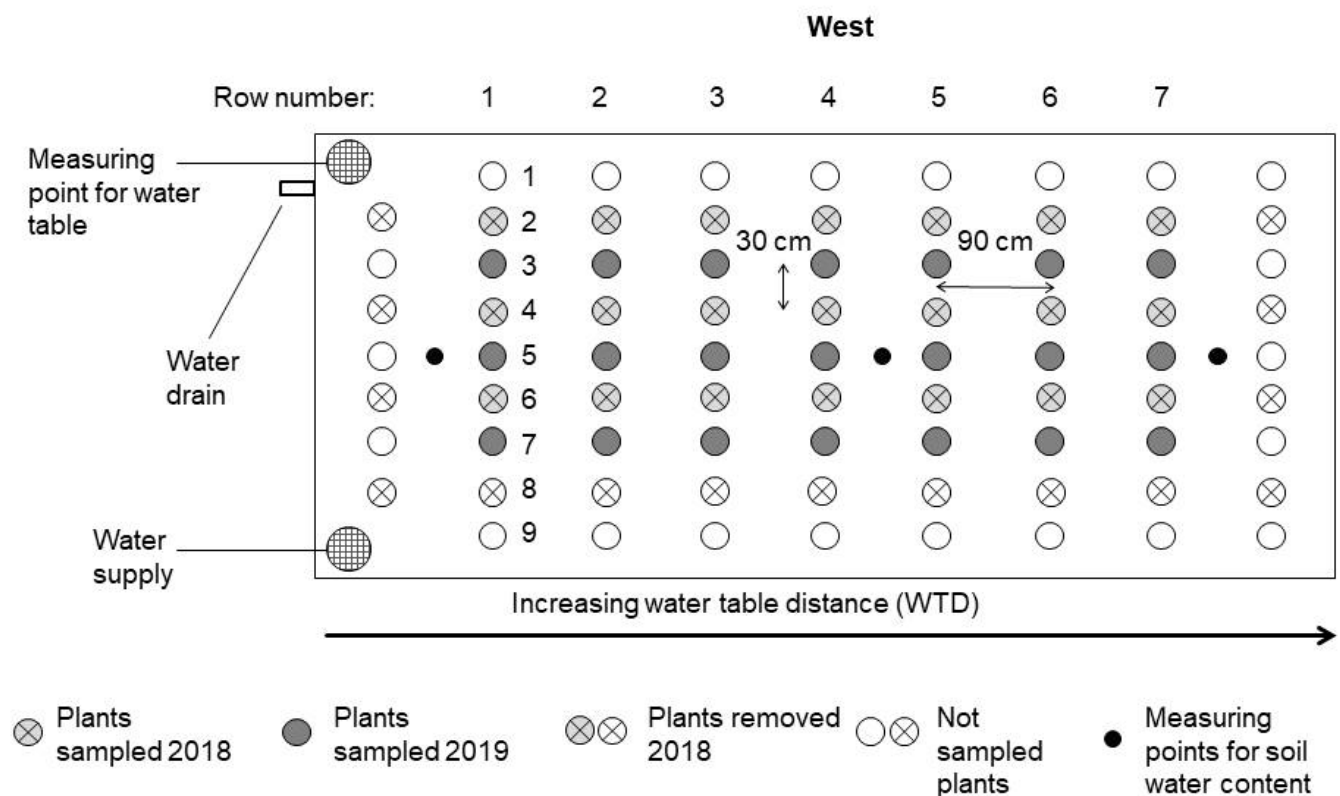 West
Row number: 1 2 3 4 5 6 7
Measuring
point for water
table
1
2
30 cm
90 cm
3
4
Water
drain
5
6
7
8
9
Water
supply
Increasing water table distance (WTD)
Plants
sampled 2018
Plants
sampled 2019
Plants removed
2018
Not
sampled
plants
Measuring
points for soil
water content